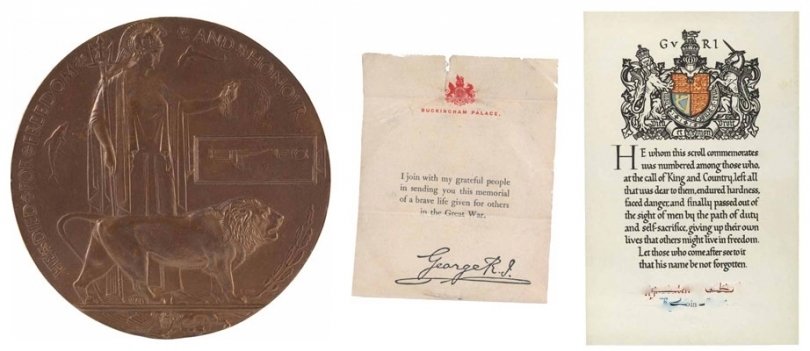 HE DIED FOR FREEDOM AND HONOUR
BUCKINGHAM PALACE.
I join with my grateful people
in sending you this memorial
of a brave life given for others
in the Great War.
George R.I.
G V R I
HE whom this scroll commemorates
was numbered among those who,
at the call of King and Country, left all
that was dear to them, endured hardness,
faced danger, and finally passed out of
the sight of men by the path of duty
and self-sacrifice, giving up their own
lives that others might live in freedom.
Let those who come after see to it
that his name be not forgotten.